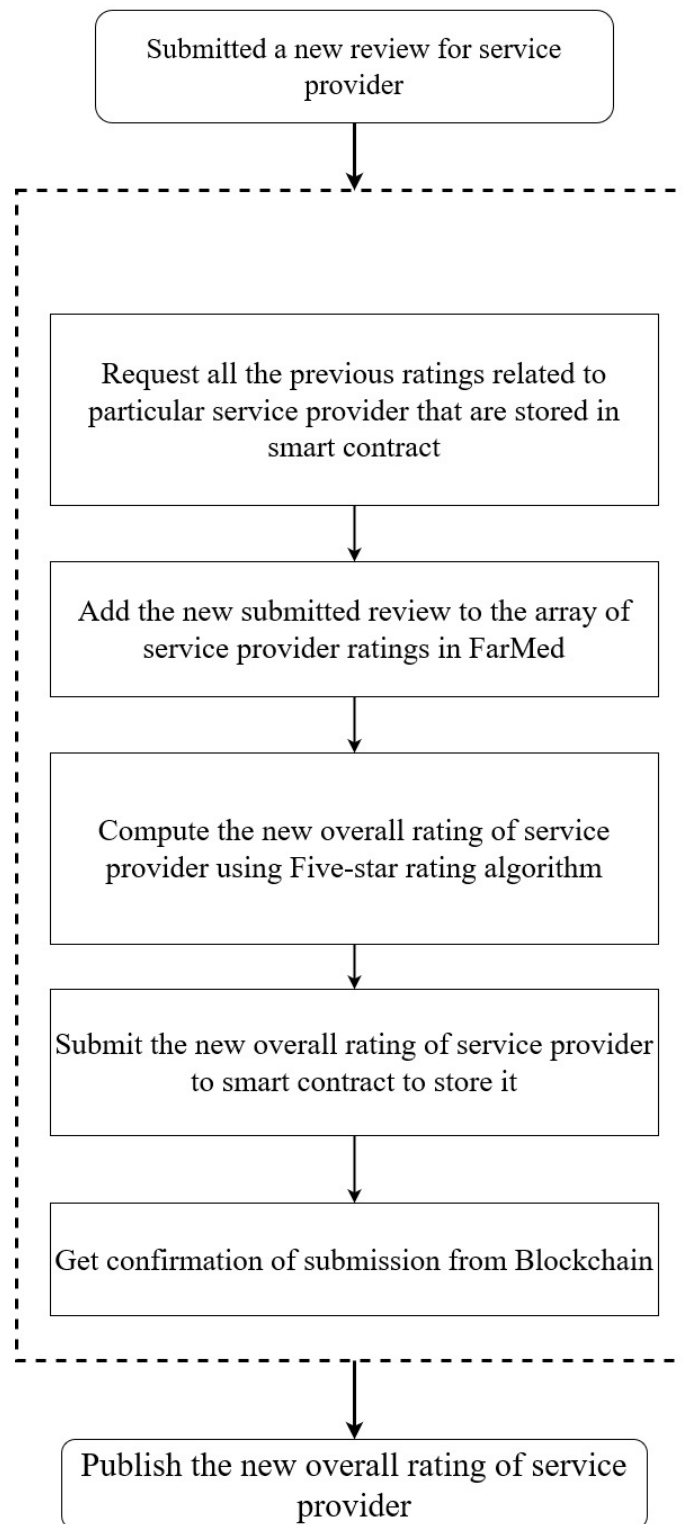 Submitted a new review for service
provider
Request all the previous ratings related to
particular service provider that are stored in
smart contract
Add the new submitted review to the array of
service provider ratings in FarMed
Compute the new overall rating of service
provider using Five-star rating algorithm
Submit the new overall rating of service provider
to smart contract to store it
Get confirmation of submission from Blockchain
Publish the new overall rating of service
provider